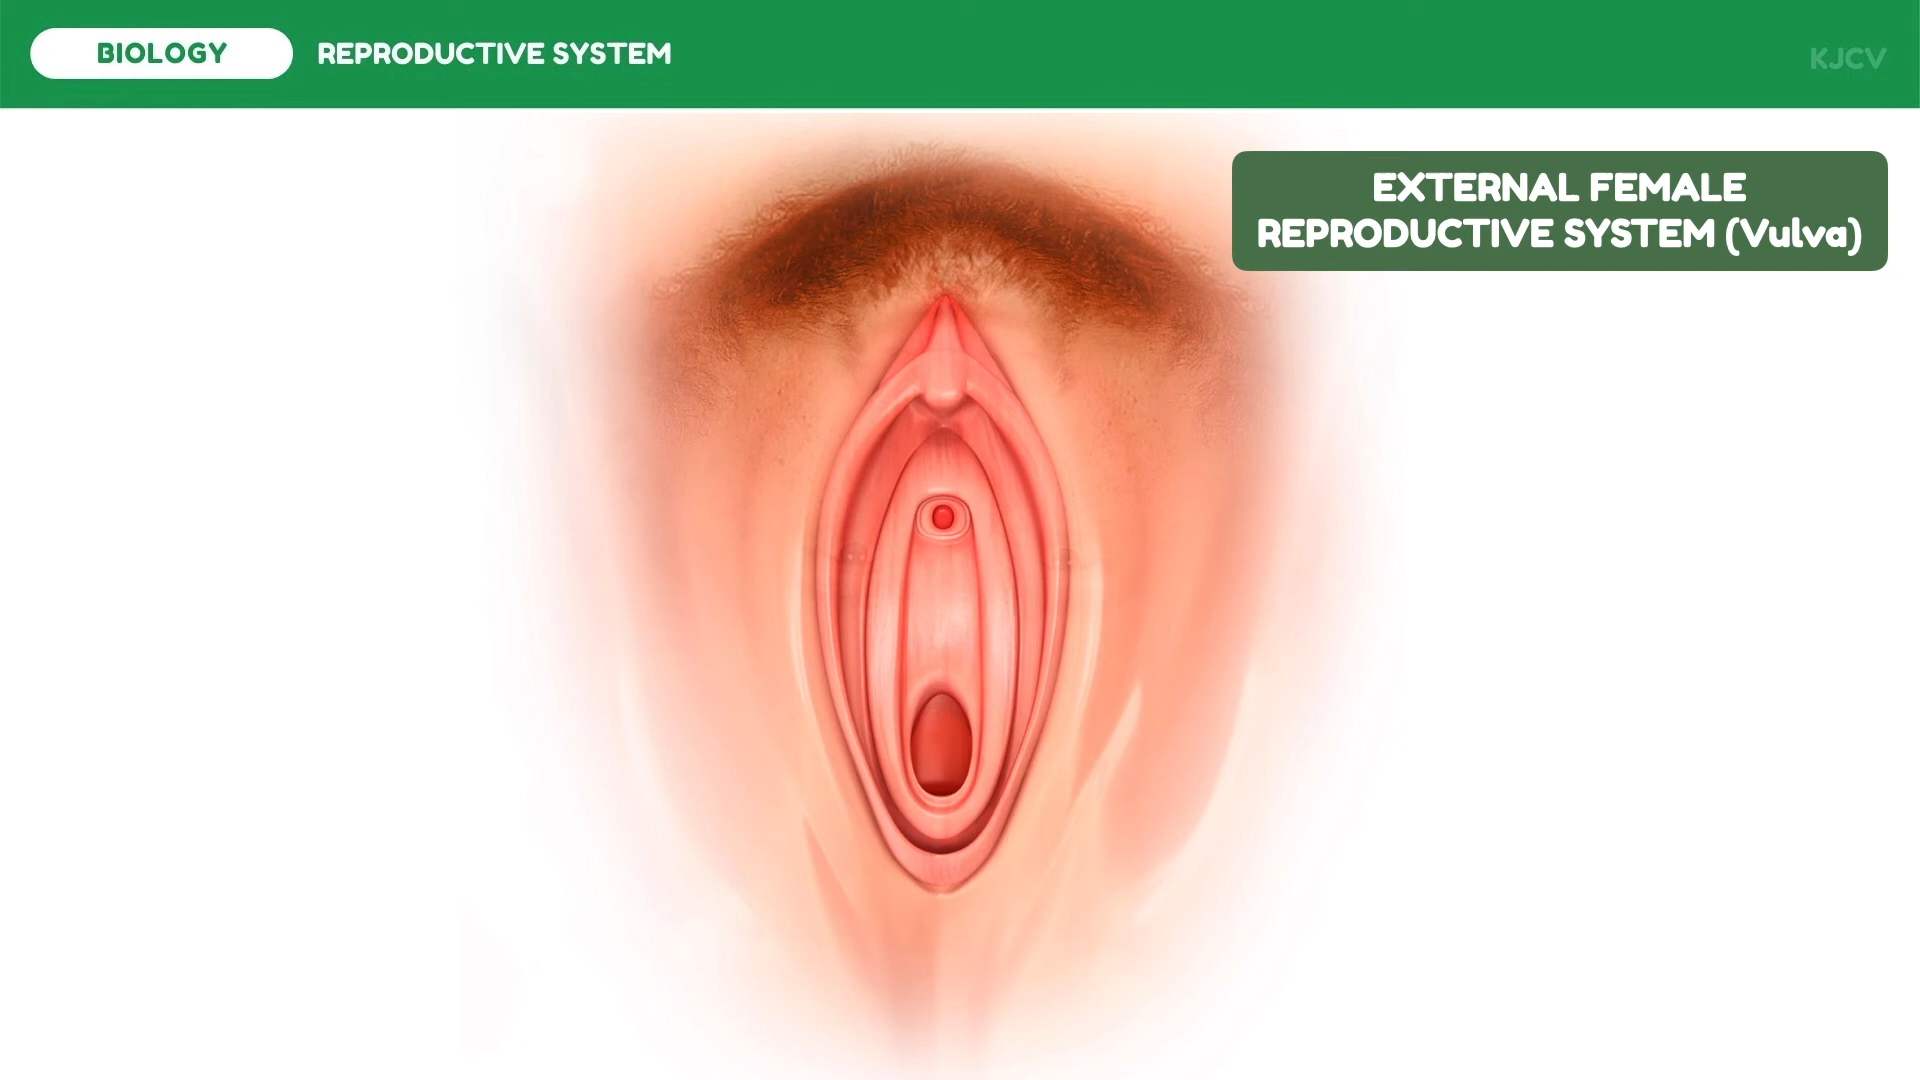 BIOLOGY
REPRODUCTIVE SYSTEM
KJCV
EXTERNAL FEMALE
REPRODUCTIVE SYSTEM (Vulva)